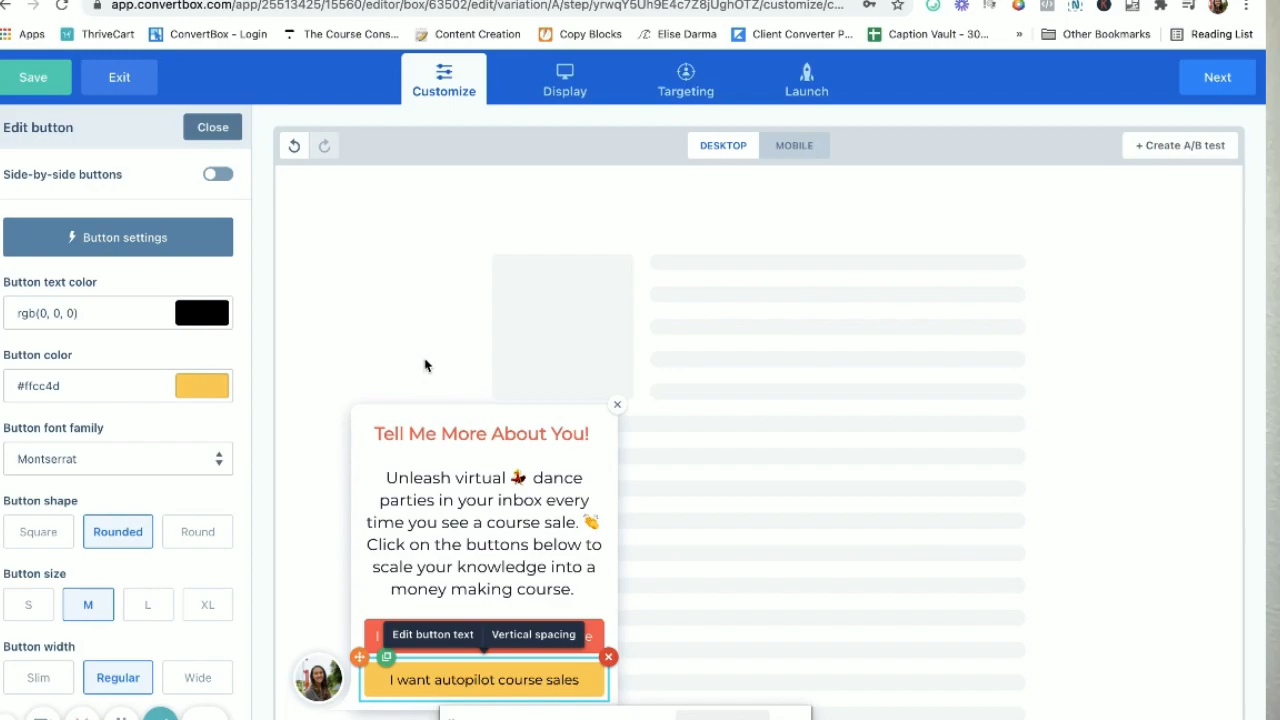 app.convertbox.com/app/25513425/15560/editor/box/63502/edit/variation/A/step/yrwqY5Uh9E4c7Z8jUghOTZ/customize/c...
Apps
ThriveCart
ConvertBox - Login
The Course Cons...
Content Creation
Copy Blocks
Elise Darma
Client Converter P...
Caption Vault - 30...
»
Other Bookmarks
Reading List
Save
Exit
Customize
Display
Targeting
Launch
Next
Edit button
Close
DESKTOP
MOBILE
+ Create A/B test
Side-by-side buttons
Button settings
Button text color
rgb(0, 0, 0)
Button color
#ffcc4d
Button font family
Montserrat
Button shape
Square
Rounded
Round
Button size
S
M
L
XL
Button width
Slim
Regular
Wide
Tell Me More About You!
Unleash virtual 💃 dance
parties in your inbox every
time you see a course sale. 👏
Click on the buttons below to
scale your knowledge into a
money making course.
I
e
Edit button text
Vertical spacing
I want autopilot course sales